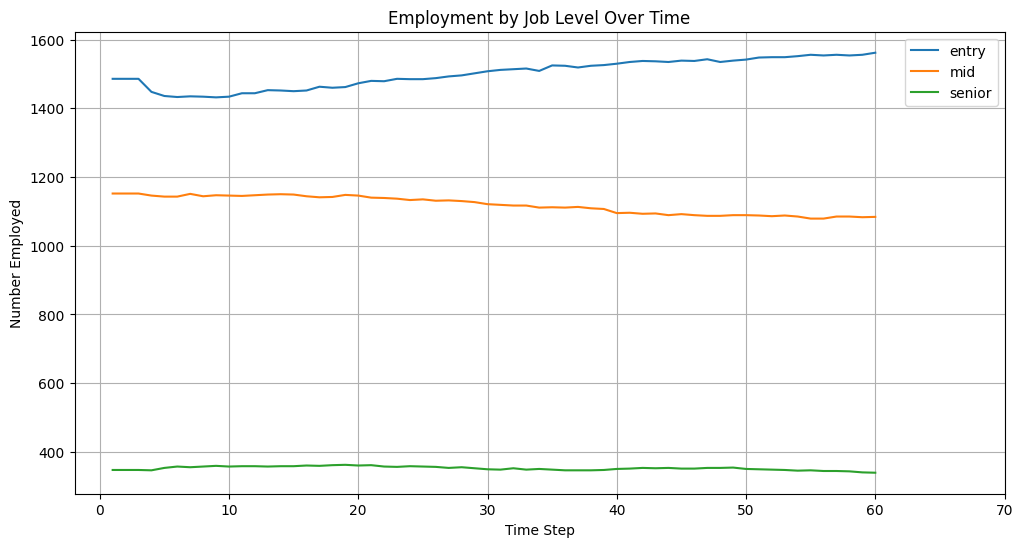 Employment by Job Level Over Time
1600
1400
1200
1000
800
600
400
Number Employed
0 10 20 30 40 50 60 70
Time Step
entry
mid
senior